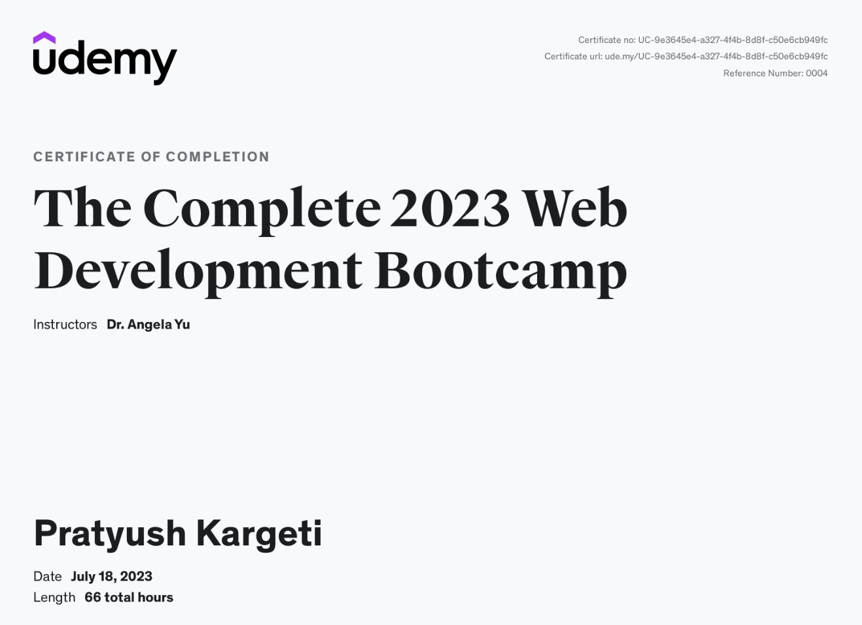 udemy
Certificate no: UC-9e3645e4-a327-4f4b-8d8f-c50e6cb949fc
Certificate url: ude.my/UC-9e3645e4-a327-4f4b-8d8f-c50e6cb949fc
Reference Number: 0004
CERTIFICATE OF COMPLETION
The Complete 2023 Web
Development Bootcamp
Instructors Dr. Angela Yu
Pratyush Kargeti
Date July 18, 2023
Length 66 total hours